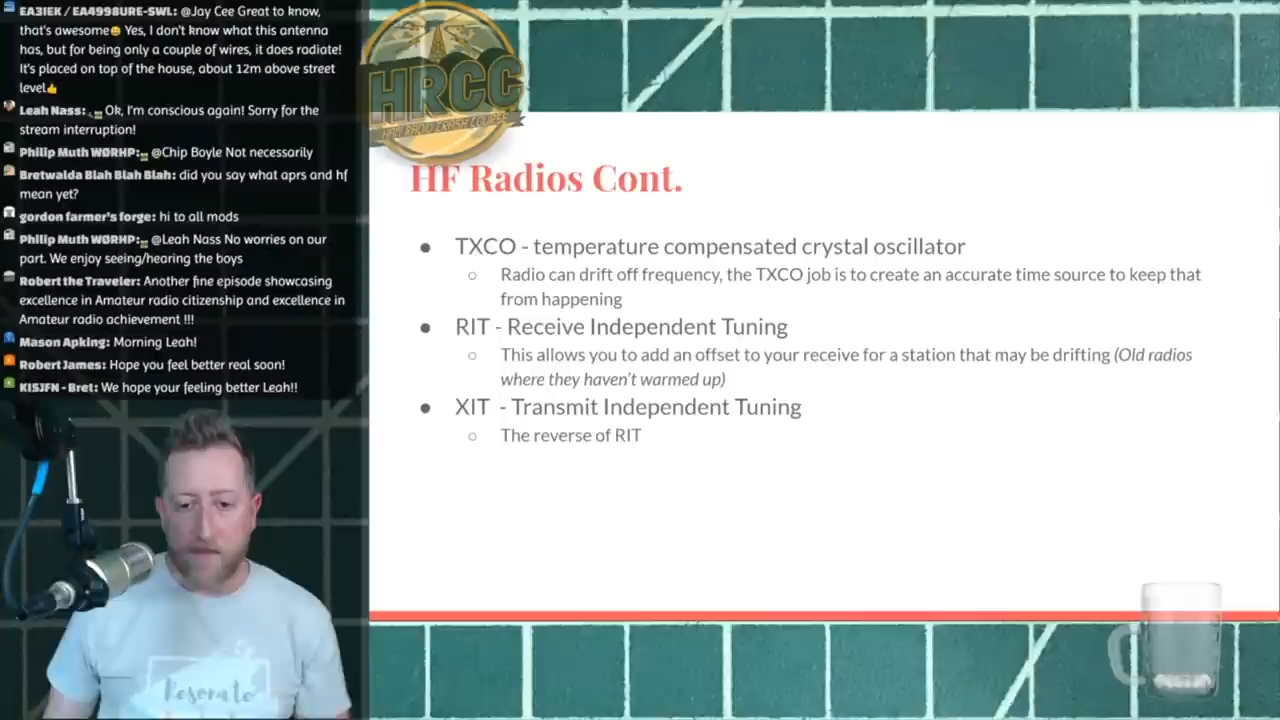 EA3IEK / EA4998URE-SWL: @Jay Cee Great to know,
that's awesome😀 Yes, I don't know what this antenna
has, but for being only a couple of wires, it does radiate!
It's placed on top of the house, about 12m above street
level👍
Leah Nass: Ok, I'm conscious again! Sorry for the
stream interruption!
Philip Muth WØRHP: @Chip Boyle Not necessarily
Bretwalda Blah Blah Blah: did you say what aprs and hf
mean yet?
gordon farmer's forge: hi to all mods
Philip Muth WØRHP: @Leah Nass No worries on our
part. We enjoy seeing/hearing the boys
Robert the Traveler: Another fine episode showcasing
excellence in Amateur radio citizenship and excellence in
Amateur radio achievement !!!
Mason Apking: Morning Leah!
Robert James: Hope you feel better real soon!
KI5JFN - Bret: We hope your feeling better Leah!!
HRCC
HAM RADIO CRASH COURSE
HF Radios Cont.
● TXCO - temperature compensated crystal oscillator
○ Radio can drift off frequency, the TXCO job is to create an accurate time source to keep that
from happening
● RIT - Receive Independent Tuning
○ This allows you to add an offset to your receive for a station that may be drifting (Old radios
where they haven't warmed up)
● XIT - Transmit Independent Tuning
○ The reverse of RIT
Resonate